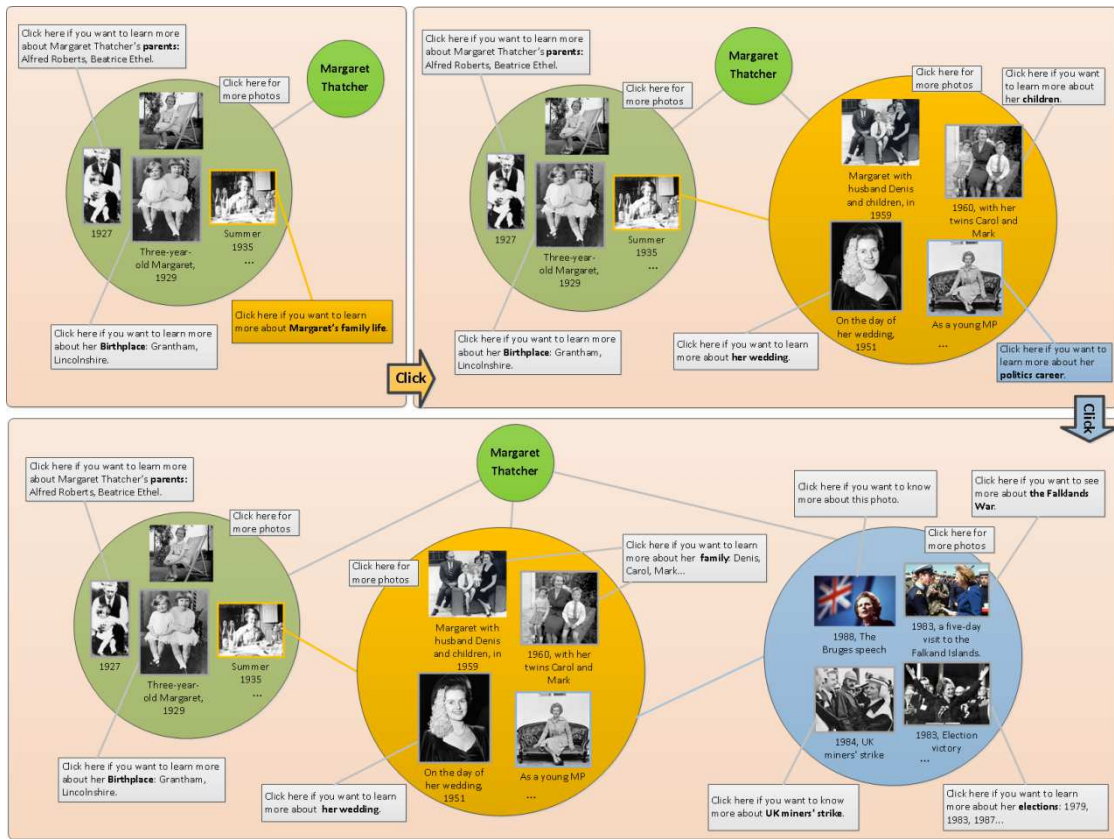 Click here if you want to learn more
about Margaret Thatcher's parents:
Alfred Roberts, Beatrice Ethel.
Margaret
Thatcher
Click here for
more photos
1927
Three-year-
old Margaret,
1929
Summer
1935
...
Click here if you want to learn
more about Margaret's family life.
Click here if you want to learn more
about her Birthplace: Grantham,
Lincolnshire.
Click
Click here if you want to learn more
about Margaret Thatcher's parents:
Alfred Roberts, Beatrice Ethel.
Margaret
Thatcher
Click here for
more photos
1927
Three-year-
old Margaret,
1929
Summer
1935
...
Click here if you want to learn more
about her Birthplace: Grantham,
Lincolnshire.
Click here for
more photos
Click here if you want
to learn more about
her children.
Margaret with
husband Denis
and children, in
1959
1960, with her
twins Carol and
Mark
On the day of
her wedding,
1951
As a young MP
...
Click here if you want to learn
more about her wedding.
Click here if you want to
learn more about her
politics career.
Click
Click here if you want to learn more
about Margaret Thatcher's parents:
Alfred Roberts, Beatrice Ethel.
Margaret
Thatcher
Click here for
more photos
1927
Three-year-
old Margaret,
1929
Summer
1935
...
Click here if you want to learn more
about her Birthplace: Grantham,
Lincolnshire.
Click here for
more photos
Click here if you want to learn
more about her family: Denis,
Carol, Mark...
Margaret with
husband Denis
and children, in
1959
1960, with her
twins Carol and
Mark
On the day of
her wedding,
1951
As a young MP
...
Click here if you want to learn
more about her wedding.
Click here if you want to know
more about this photo.
Click here if you want to see
more about the Falklands
War.
Click here for
more photos
1988, The
Bruges speech
1983, a five-day
visit to the
Falkand Islands.
1984, UK
miners' strike
1983, Election
victory
...
Click here if you want to know
more about UK miners' strike.
Click here if you want to learn
more about her elections: 1979,
1983, 1987...